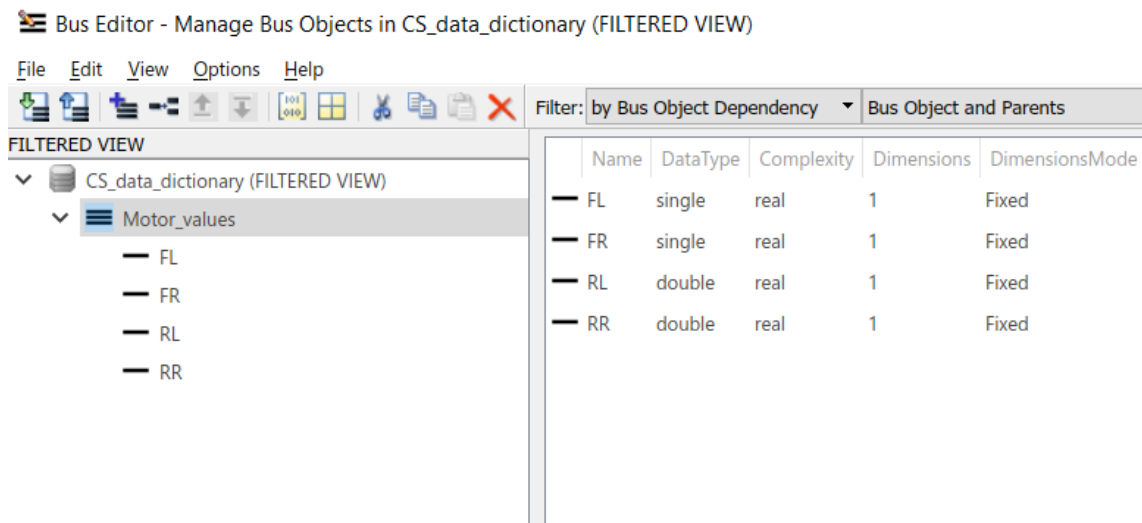 Bus Editor - Manage Bus Objects in CS_data_dictionary (FILTERED VIEW)
File Edit View Options Help
Filter: by Bus Object Dependency Bus Object and Parents
FILTERED VIEW
CS_data_dictionary (FILTERED VIEW)
Motor_values
FL
FR
RL
RR
Name DataType Complexity Dimensions DimensionsMode
FL single real 1 Fixed
FR single real 1 Fixed
RL double real 1 Fixed
RR double real 1 Fixed